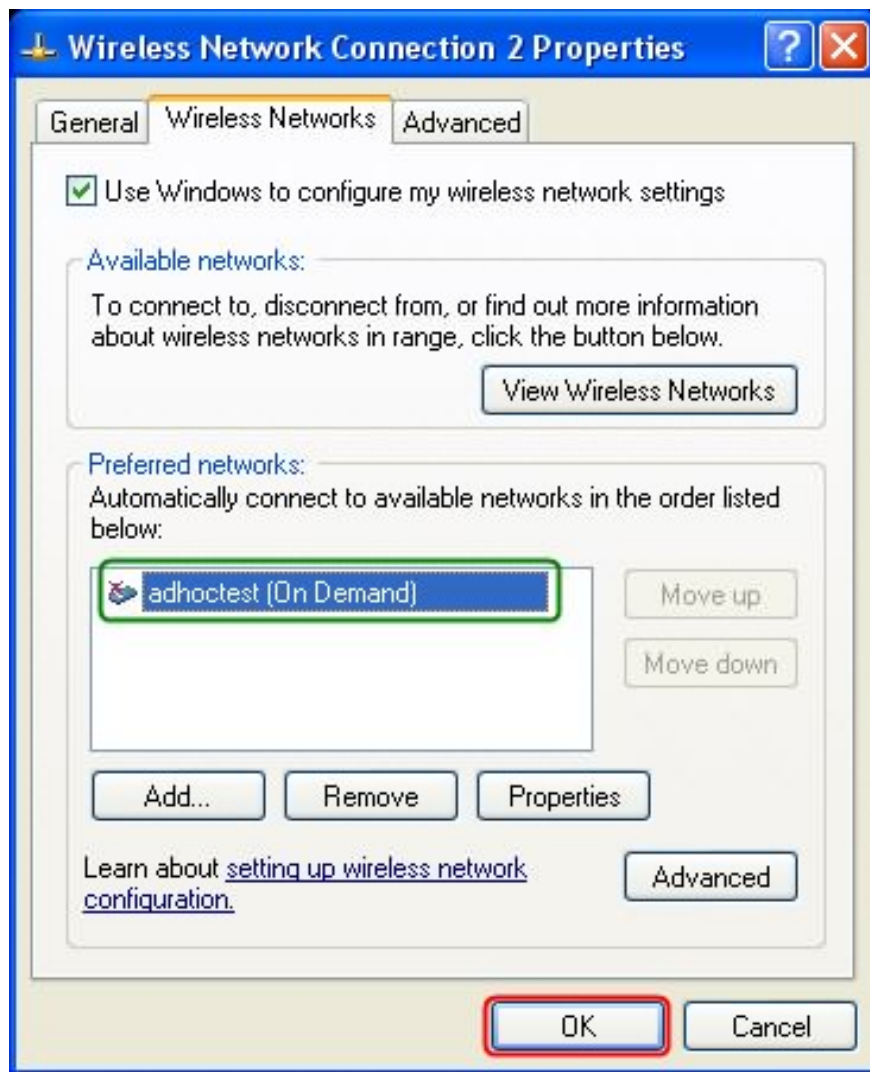 Wireless Network Connection 2 Properties
General Wireless Networks Advanced
Use Windows to configure my wireless network settings
Available networks:
To connect to, disconnect from, or find out more information
about wireless networks in range, click the button below.
View Wireless Networks
Preferred networks:
Automatically connect to available networks in the order listed
below:
adhoctest (On Demand)
Move up
Move down
Add... Remove Properties
Learn about setting up wireless network
configuration.
Advanced
OK Cancel